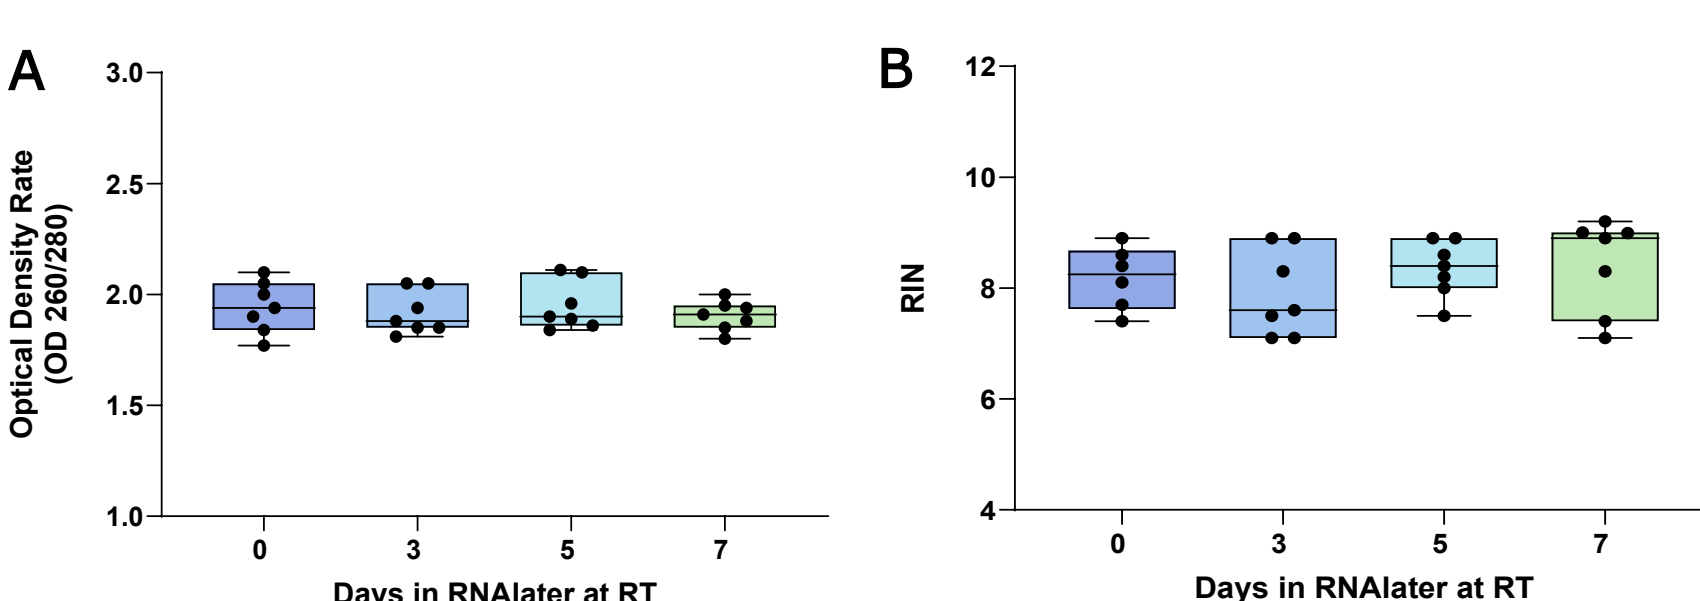 A
3.0
2.5
2.0
1.5
1.0
Optical Density Rate
(OD 260/280)
0 3 5 7
Days in RNAlater at RT
B
12
10
8
6
4
RIN
0 3 5 7
Days in RNAlater at RT